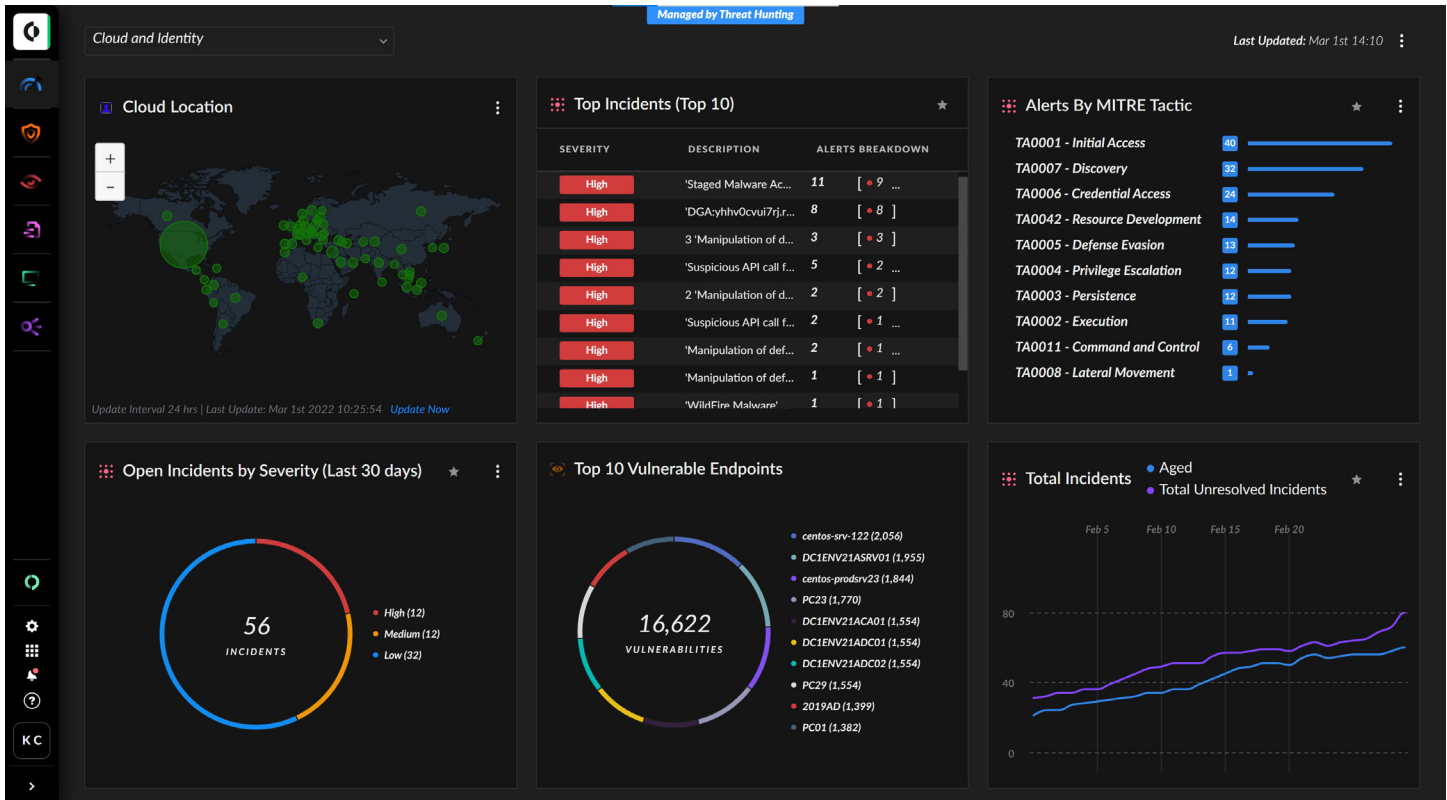 Managed by Threat Hunting
Cloud and Identity
Last Updated: Mar 1st 14:10
Cloud Location
+
−
Update Interval 24 hrs | Last Update: Mar 1st 2022 10:25:54 Update Now
Top Incidents (Top 10)
SEVERITY DESCRIPTION ALERTS BREAKDOWN
High 'Staged Malware Ac... 11 [ • 9 ...
High 'DGA:yhhv0cvui7rj.r... 8 [ • 8 ]
High 3 'Manipulation of d... 3 [ • 3 ]
High 'Suspicious API call f... 5 [ • 2 ...
High 2 'Manipulation of d... 2 [ • 2 ]
High 'Suspicious API call f... 2 [ • 1 ...
High 'Manipulation of def... 2 [ • 1 ...
High 'Manipulation of def... 1 [ • 1 ]
High 'WildFire Malware' ... 1 [ • 1 ]
Alerts By MITRE Tactic
TA0001 - Initial Access 40
TA0007 - Discovery 32
TA0006 - Credential Access 24
TA0042 - Resource Development 14
TA0005 - Defense Evasion 13
TA0004 - Privilege Escalation 12
TA0003 - Persistence 12
TA0002 - Execution 11
TA0011 - Command and Control 6
TA0008 - Lateral Movement 1
Open Incidents by Severity (Last 30 days)
56
INCIDENTS
High (12)
Medium (12)
Low (32)
Top 10 Vulnerable Endpoints
16,622
VULNERABILITIES
centos-srv-122 (2,056)
DC1ENV21ASRV01 (1,955)
centos-prodsrv23 (1,844)
PC23 (1,770)
DC1ENV21ACA01 (1,554)
DC1ENV21ADC01 (1,554)
DC1ENV21ADC02 (1,554)
PC29 (1,554)
2019AD (1,399)
PC01 (1,382)
Total Incidents
Aged
Total Unresolved Incidents
Feb 5 Feb 10 Feb 15 Feb 20
80
40
0
?
K C